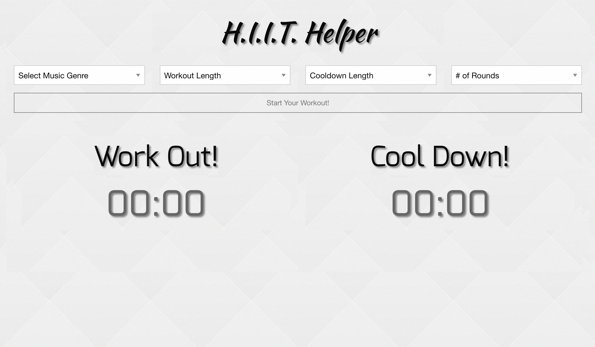 H.I.I.T. Helper
Select Music Genre Workout Length Cooldown Length # of Rounds
Start Your Workout!
Work Out! Cool Down!
00:00 00:00